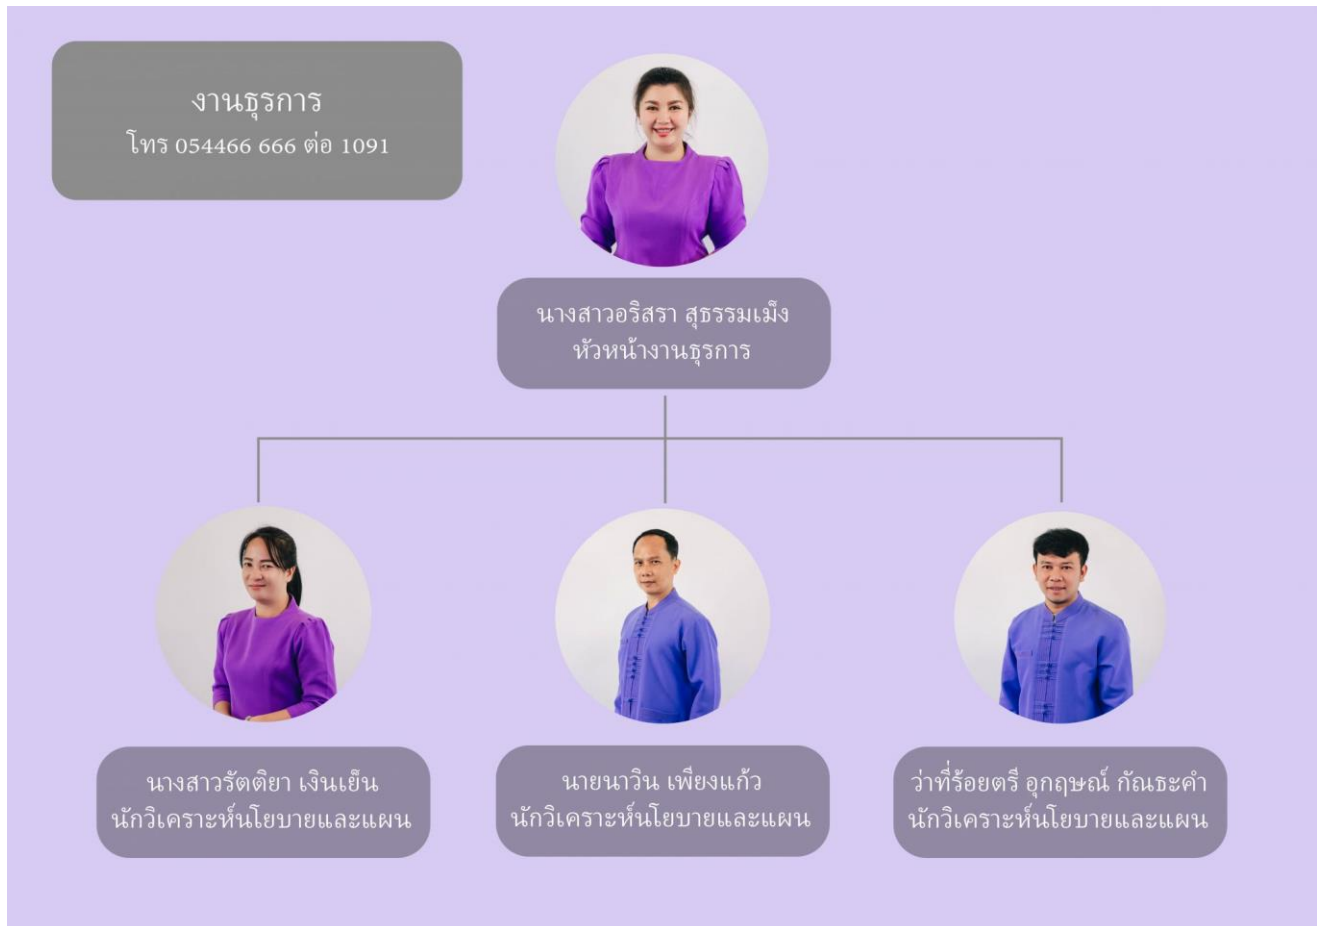 งานธุรการ
โทร 054466 666 ต่อ 1091
นางสาวอริสรา สุธรรมเม็ง
หัวหน้างานธุรการ
นางสาวรัตติยา เงินเย็น
นักวิเคราะห์นโยบายและแผน
นายนาวิน เพียงแก้ว
นักวิเคราะห์นโยบายและแผน
ว่าที่ร้อยตรี อุกฤษณ์ กัณธะคำ
นักวิเคราะห์นโยบายและแผน